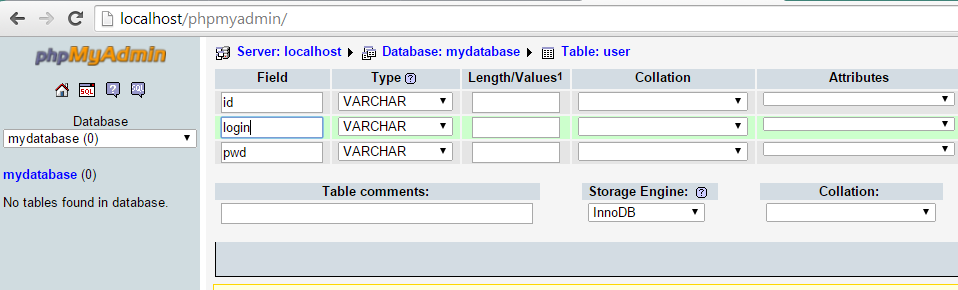 localhost/phpmyadmin/
phpMyAdmin
SQL ? SQL
Database
mydatabase (0)
mydatabase (0)
No tables found in database.
Server: localhost Database: mydatabase Table: user
Field Type ? Length/Values1 Collation Attributes
id VARCHAR
login VARCHAR
pwd VARCHAR
Table comments: Storage Engine: ? Collation:
InnoDB